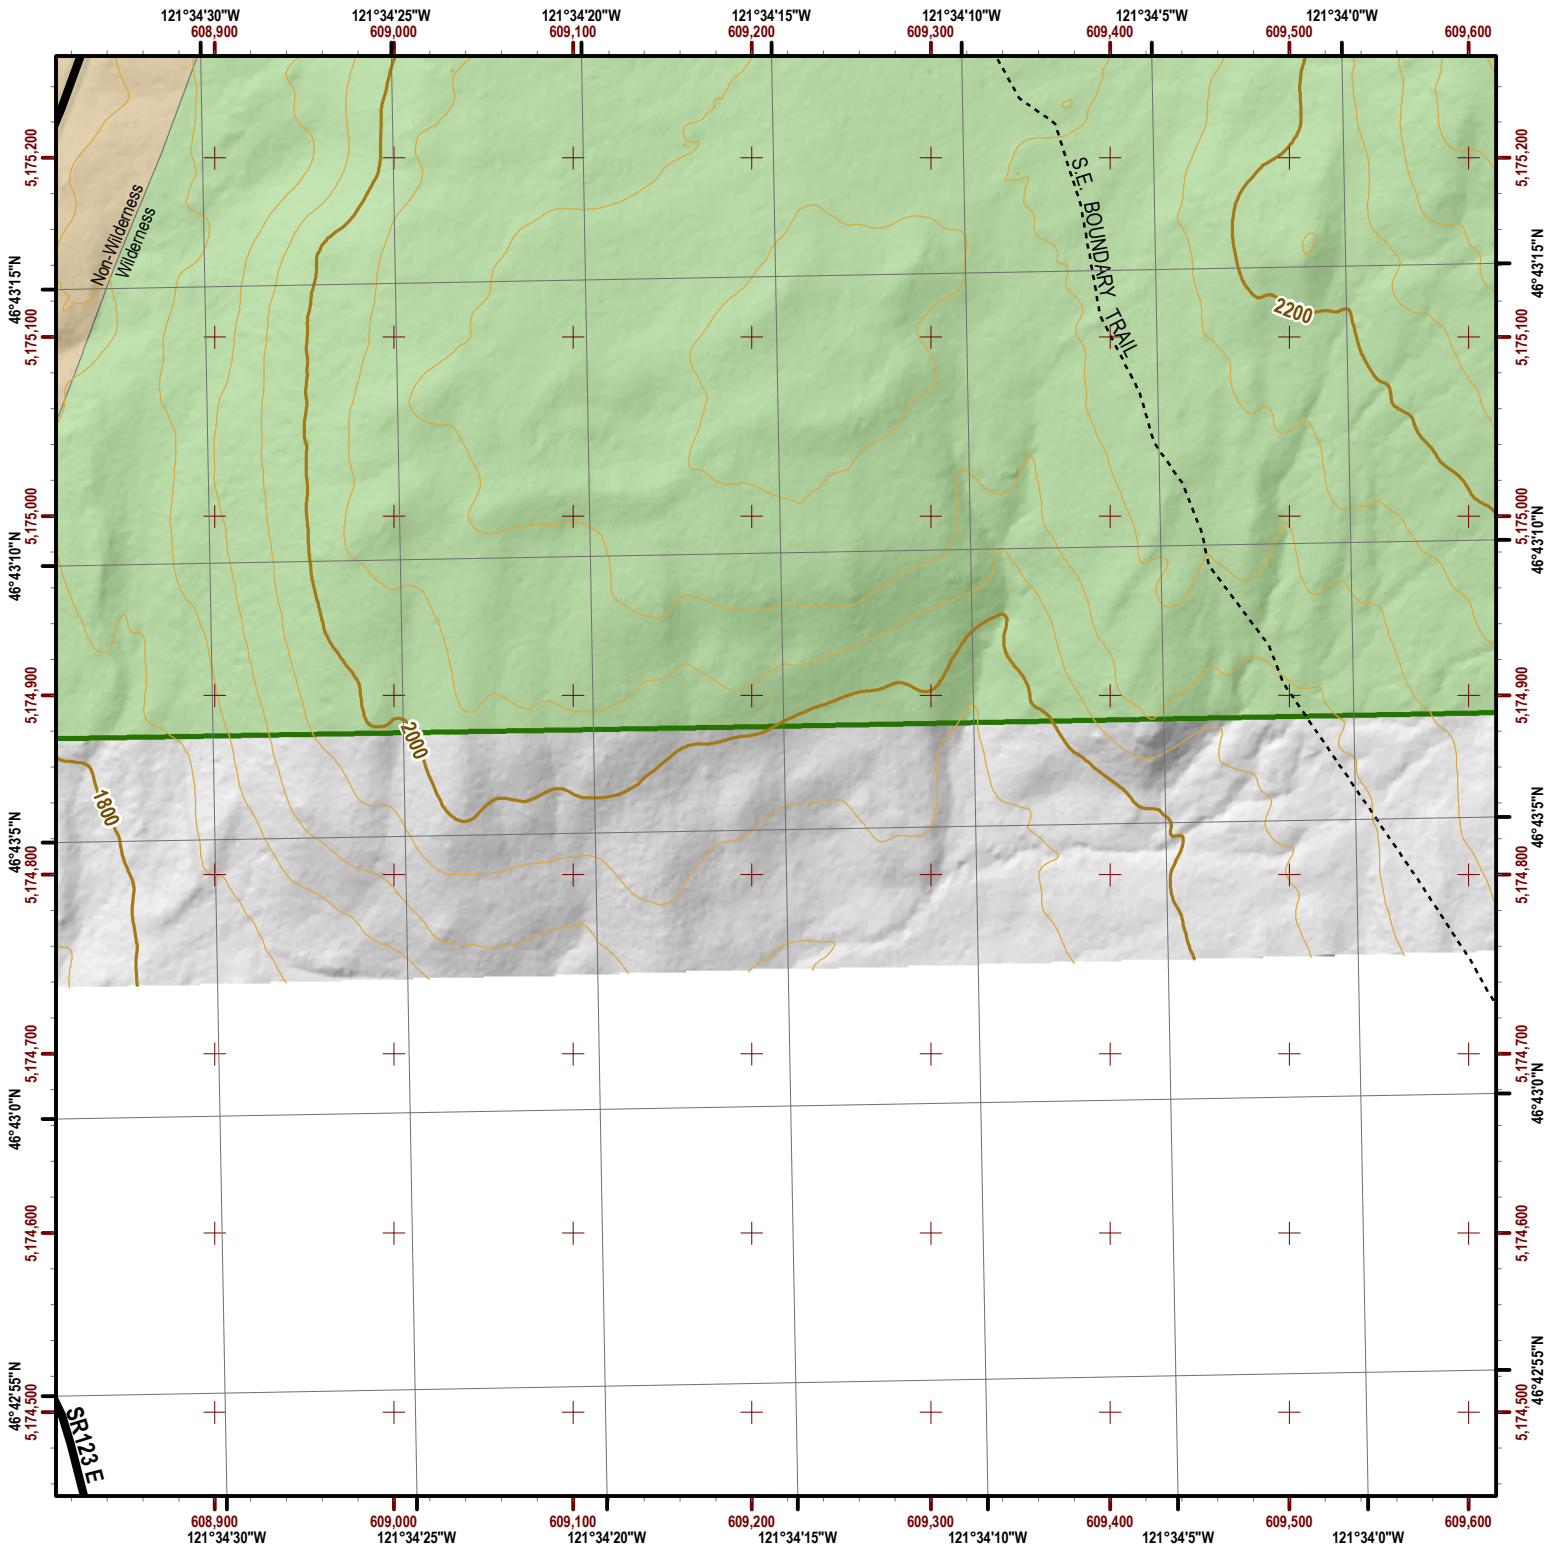 121°34'30"W 121°34'25"W 121°34'20"W 121°34'15"W 121°34'10"W 121°34'5"W 121°34'0"W
608,900 609,000 609,100 609,200 609,300 609,400 609,500 609,600
5,175,200
5,175,200
Non-Wilderness
Wilderness
S.E. BOUNDARY TRAIL
46°43'15"N
46°43'15"N
2200
5,175,100
5,175,100
5,175,000
5,175,000
46°43'10"N
46°43'10"N
5,174,900
5,174,900
2000
1800
46°43'5"N
46°43'5"N
5,174,800
5,174,800
5,174,700
5,174,700
46°43'0"N
46°43'0"N
5,174,600
5,174,600
46°42'55"N
46°42'55"N
5,174,500
5,174,500
SR123 E
608,900 609,000 609,100 609,200 609,300 609,400 609,500 609,600
121°34'30"W 121°34'25"W 121°34'20"W 121°34'15"W 121°34'10"W 121°34'5"W 121°34'0"W